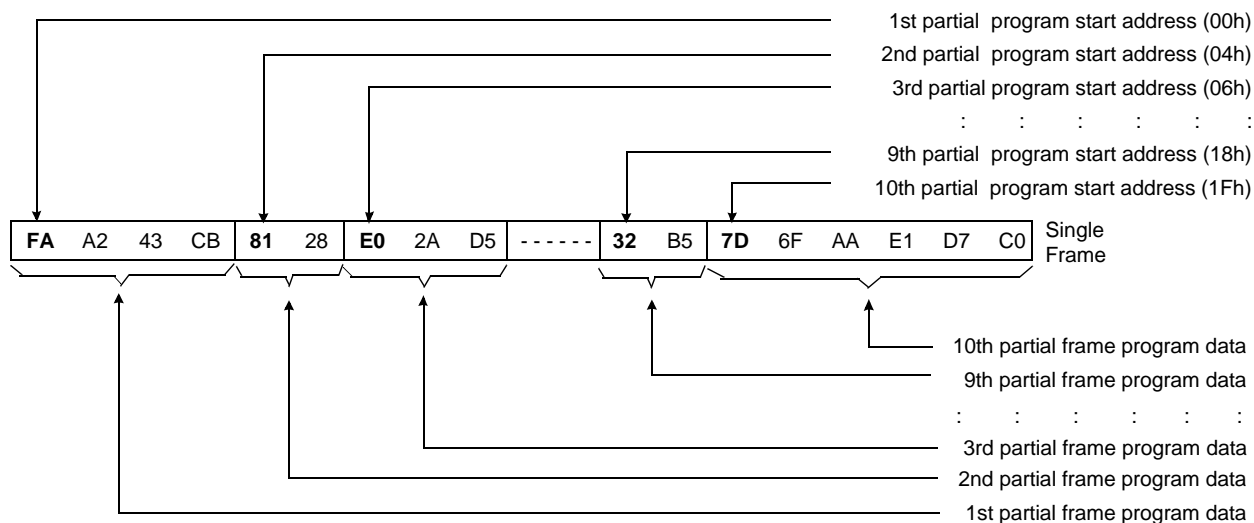 1st partial program start address (00h)
2nd partial program start address (04h)
3rd partial program start address (06h)
: : : : : :
9th partial program start address (18h)
10th partial program start address (1Fh)
FA A2 43 CB 81 28 E0 2A D5 - - - - - - 32 B5 7D 6F AA E1 D7 C0
Single
Frame
10th partial frame program data
9th partial frame program data
: : : : : :
3rd partial frame program data
2nd partial frame program data
1st partial frame program data